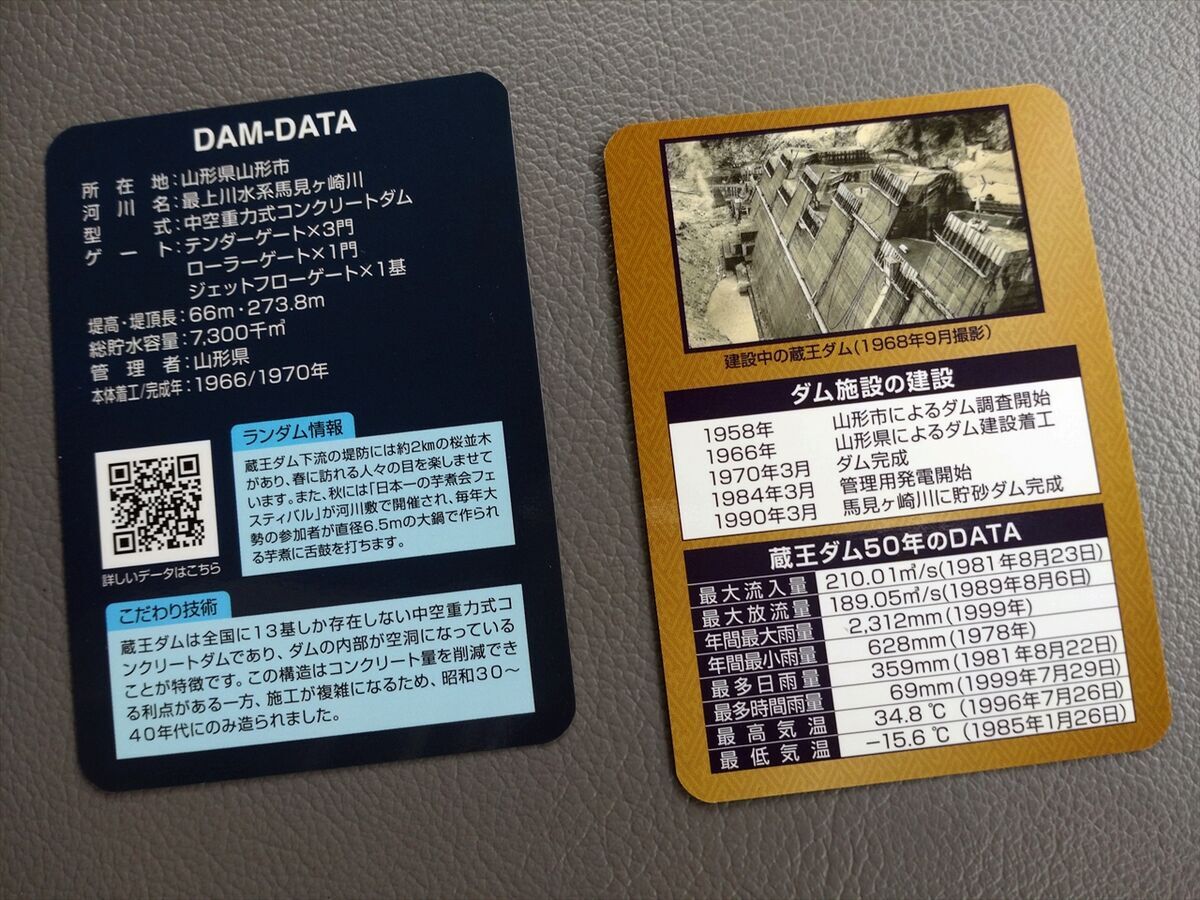 DAM-DATA
所在地:山形県山形市
河川名:最上川水系馬見ヶ崎川
型式:中空重力式コンクリートダム
ゲート:テンダーゲート×3門
ローラーゲート×1門
ジェットフローゲート×1基
堤高・堤頂長:66m・273.8m
総貯水容量:7,300千㎥
管理者:山形県
本体着工/完成年:1966/1970年
詳しいデータはこちら
ランダム情報
蔵王ダム下流の堤防には約2㎞の桜並木
があり、春に訪れる人々の目を楽しませて
います。また、秋には「日本一の芋煮会フェ
スティバル」が河川敷で開催され、毎年大
勢の参加者が直径6.5mの大鍋で作られ
る芋煮に舌鼓を打ちます。
こだわり技術
蔵王ダムは全国に13基しか存在しない中空重力式コ
ンクリートダムであり、ダムの内部が空洞になっている
ことが特徴です。この構造はコンクリート量を削減でき
る利点がある一方、施工が複雑になるため、昭和30~
40年代にのみ造られました。
建設中の蔵王ダム(1968年9月撮影)
ダム施設の建設
1958年 山形市によるダム調査開始
1966年 山形県によるダム建設着工
1970年3月 ダム完成
1984年3月 管理用発電開始
1990年3月 馬見ヶ崎川に貯砂ダム完成
蔵王ダム50年のDATA
最大流入量 210.01㎥/s(1981年8月23日)
最大放流量 189.05㎥/s(1989年8月6日)
年間最大雨量 2,312mm(1999年)
年間最小雨量 628mm(1978年)
最多日雨量 359mm(1981年8月22日)
最多時間雨量 69mm(1999年7月29日)
最高気温 34.8℃(1996年7月26日)
最低気温 −15.6℃(1985年1月26日)